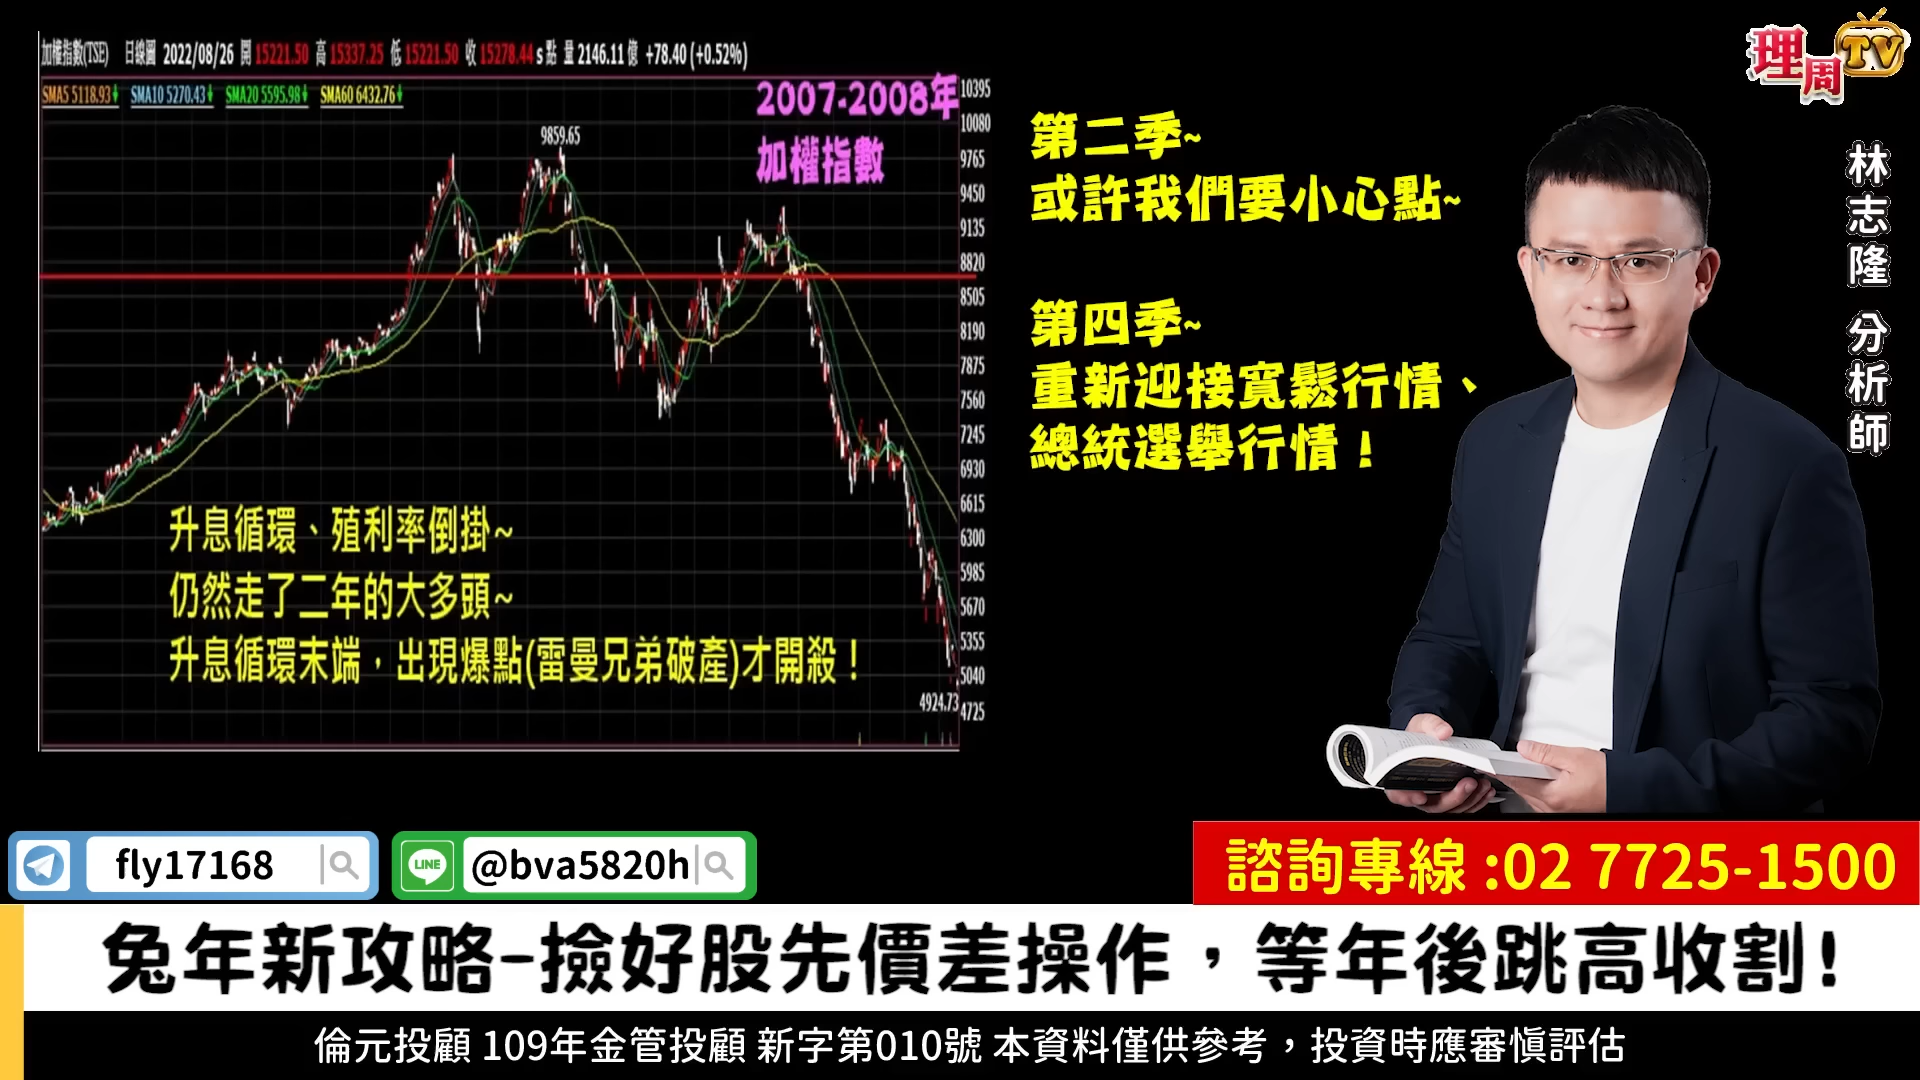 加權指數(TSE) 日線圖 2022/08/26 開 15221.50 高 15337.25 低 15221.50 收 15278.44 s 點 量 2146.11 億 +78.40 (+0.52%)
SMA5 5118.93↓ SMA10 5270.43↓ SMA20 5595.98↓ SMA60 6432.76↓
2007-2008年
加權指數
9859.65
10395
10080
9765
9450
9135
8820
8505
8190
7875
7560
7245
6930
6615
6300
5985
5670
5355
5040
4725
4924.73
升息循環、殖利率倒掛~
仍然走了二年的大多頭~
升息循環末端，出現爆點(雷曼兄弟破產)才開殺！
第二季~
或許我們要小心點~
第四季~
重新迎接寬鬆行情、
總統選舉行情！
理周TV
林志隆 分析師
fly17168
LINE @bva5820h
諮詢專線 :02 7725-1500
兔年新攻略-撿好股先價差操作，等年後跳高收割!
倫元投顧 109年金管投顧 新字第010號 本資料僅供參考，投資時應審慎評估